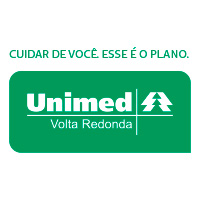 CUIDAR DE VOCÊ. ESSE É O PLANO.
Unimed
Volta Redonda